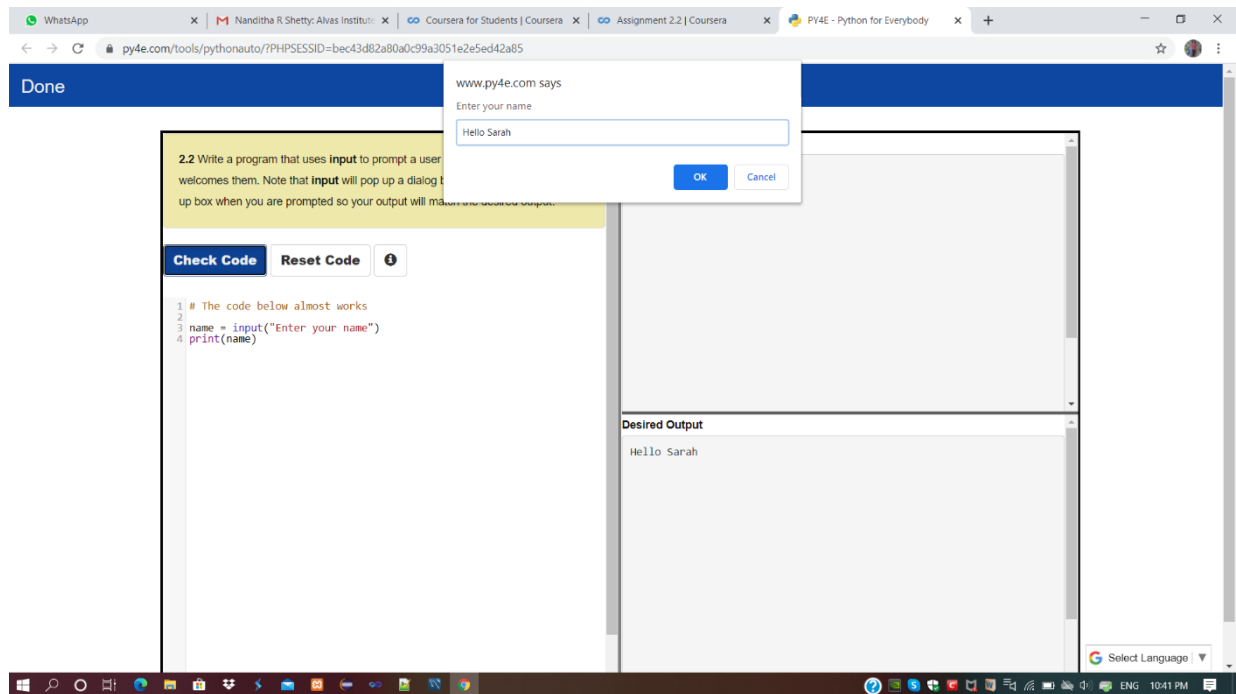 WhatsApp
Nanditha R Shetty: Alvas Institute
Coursera for Students | Coursera
Assignment 2.2 | Coursera
PY4E - Python for Everybody
py4e.com/tools/pythonauto/?PHPSESSID=bec43d82a80a0c99a3051e2e5ed42a85
Done
www.py4e.com says
Enter your name
Hello Sarah
OK
Cancel
2.2 Write a program that uses input to prompt a user
welcomes them. Note that input will pop up a dialog
up box when you are prompted so your output will match the desired output.
Check Code
Reset Code
1 # The code below almost works
2
3 name = input("Enter your name")
4 print(name)
Desired Output
Hello Sarah
Select Language
ENG
10:41 PM